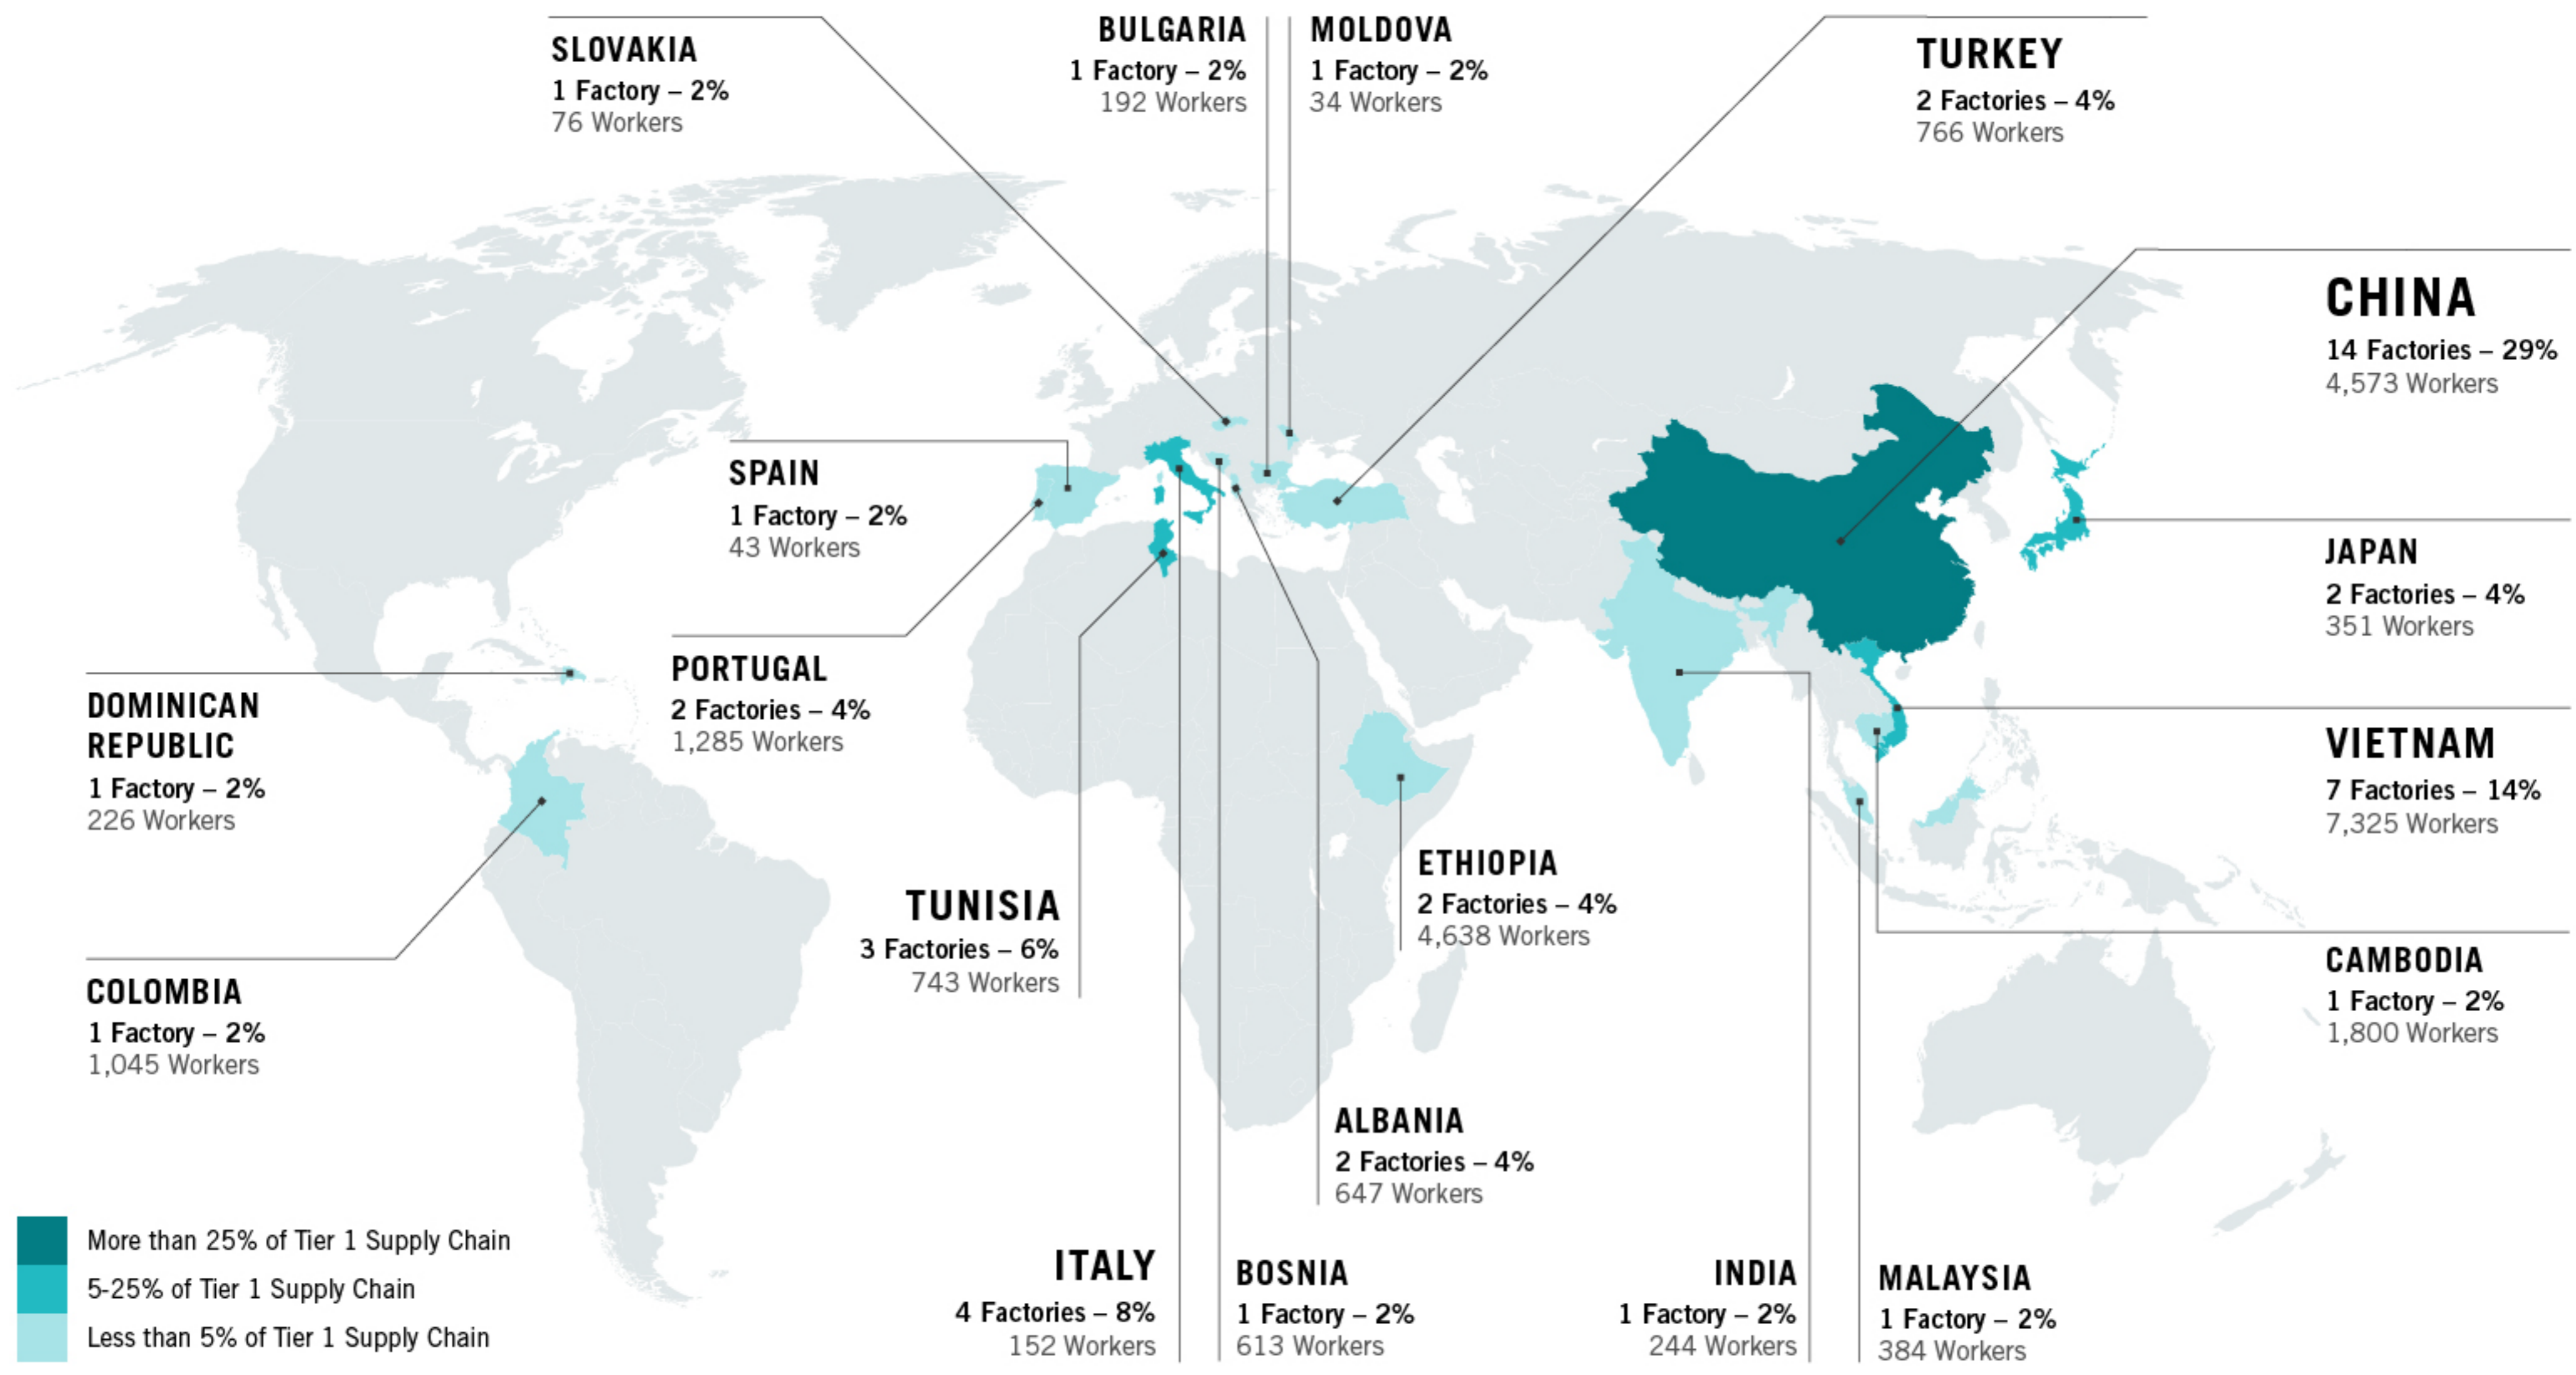 SLOVAKIA
1 Factory – 2%
76 Workers
BULGARIA
1 Factory – 2%
192 Workers
MOLDOVA
1 Factory – 2%
34 Workers
TURKEY
2 Factories – 4%
766 Workers
CHINA
14 Factories – 29%
4,573 Workers
SPAIN
1 Factory – 2%
43 Workers
JAPAN
2 Factories – 4%
351 Workers
PORTUGAL
2 Factories – 4%
1,285 Workers
DOMINICAN
REPUBLIC
1 Factory – 2%
226 Workers
VIETNAM
7 Factories – 14%
7,325 Workers
ETHIOPIA
2 Factories – 4%
4,638 Workers
TUNISIA
3 Factories – 6%
743 Workers
CAMBODIA
1 Factory – 2%
1,800 Workers
COLOMBIA
1 Factory – 2%
1,045 Workers
ALBANIA
2 Factories – 4%
647 Workers
ITALY
4 Factories – 8%
152 Workers
BOSNIA
1 Factory – 2%
613 Workers
INDIA
1 Factory – 2%
244 Workers
MALAYSIA
1 Factory – 2%
384 Workers
More than 25% of Tier 1 Supply Chain
5-25% of Tier 1 Supply Chain
Less than 5% of Tier 1 Supply Chain